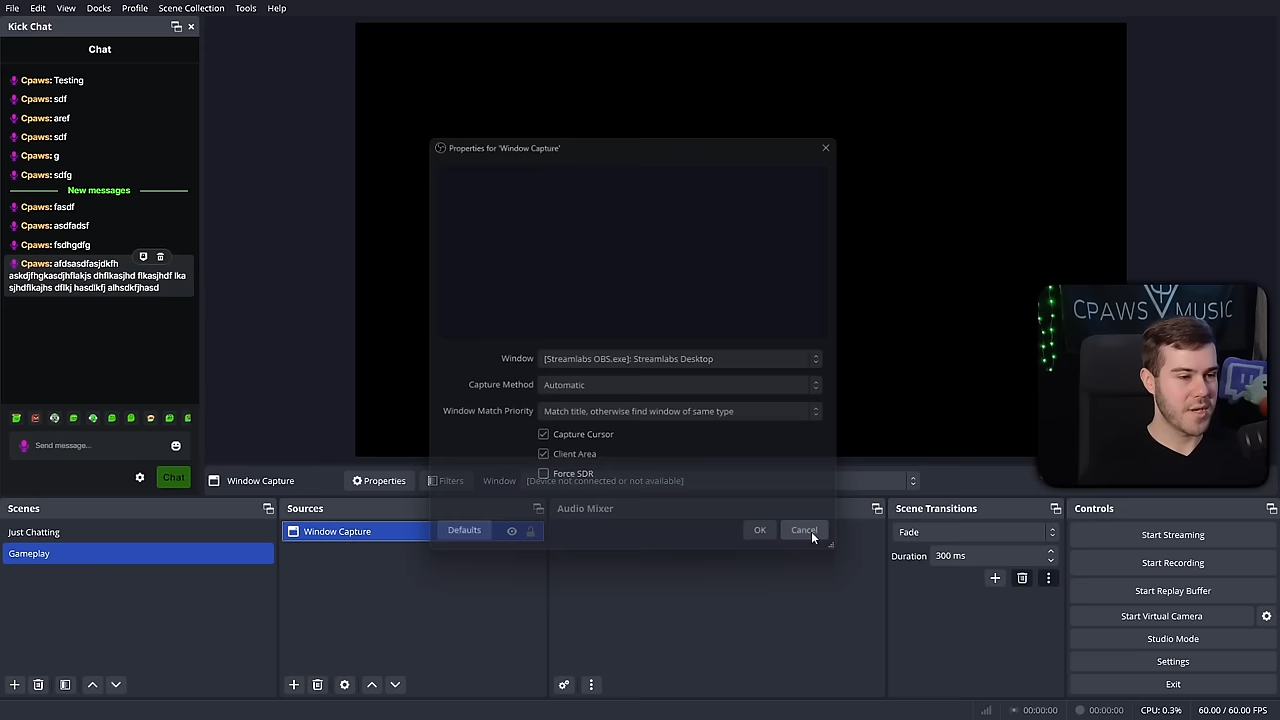 File Edit View Docks Profile Scene Collection Tools Help
Kick Chat
Chat
Cpaws: Testing
Cpaws: sdf
Cpaws: aref
Cpaws: sdf
Cpaws: g
Cpaws: sdfg
New messages
Cpaws: fasdf
Cpaws: asdfadsf
Cpaws: fsdhgdfg
Cpaws: afdsasdfasjdkfh
askdjfhgkasdjhflakjs dhflkasjhd flkasjhdf lka
sjhdflkajhs dflkj hasdlkfj alhsdkfjhasd
Send message...
Chat
Properties for 'Window Capture'
Window [Streamlabs OBS.exe]: Streamlabs Desktop
Capture Method Automatic
Window Match Priority Match title, otherwise find window of same type
Capture Cursor
Client Area
Force SDR
Defaults OK Cancel
CPAWS MUSIC
Window Capture Properties Filters Window [Device not connected or not available]
Scenes
Just Chatting
Gameplay
Sources
Window Capture
Audio Mixer
Scene Transitions
Fade
Duration 300 ms
Controls
Start Streaming
Start Recording
Start Replay Buffer
Start Virtual Camera
Studio Mode
Settings
Exit
00:00:00 00:00:00 CPU: 0.3% 60.00 / 60.00 FPS